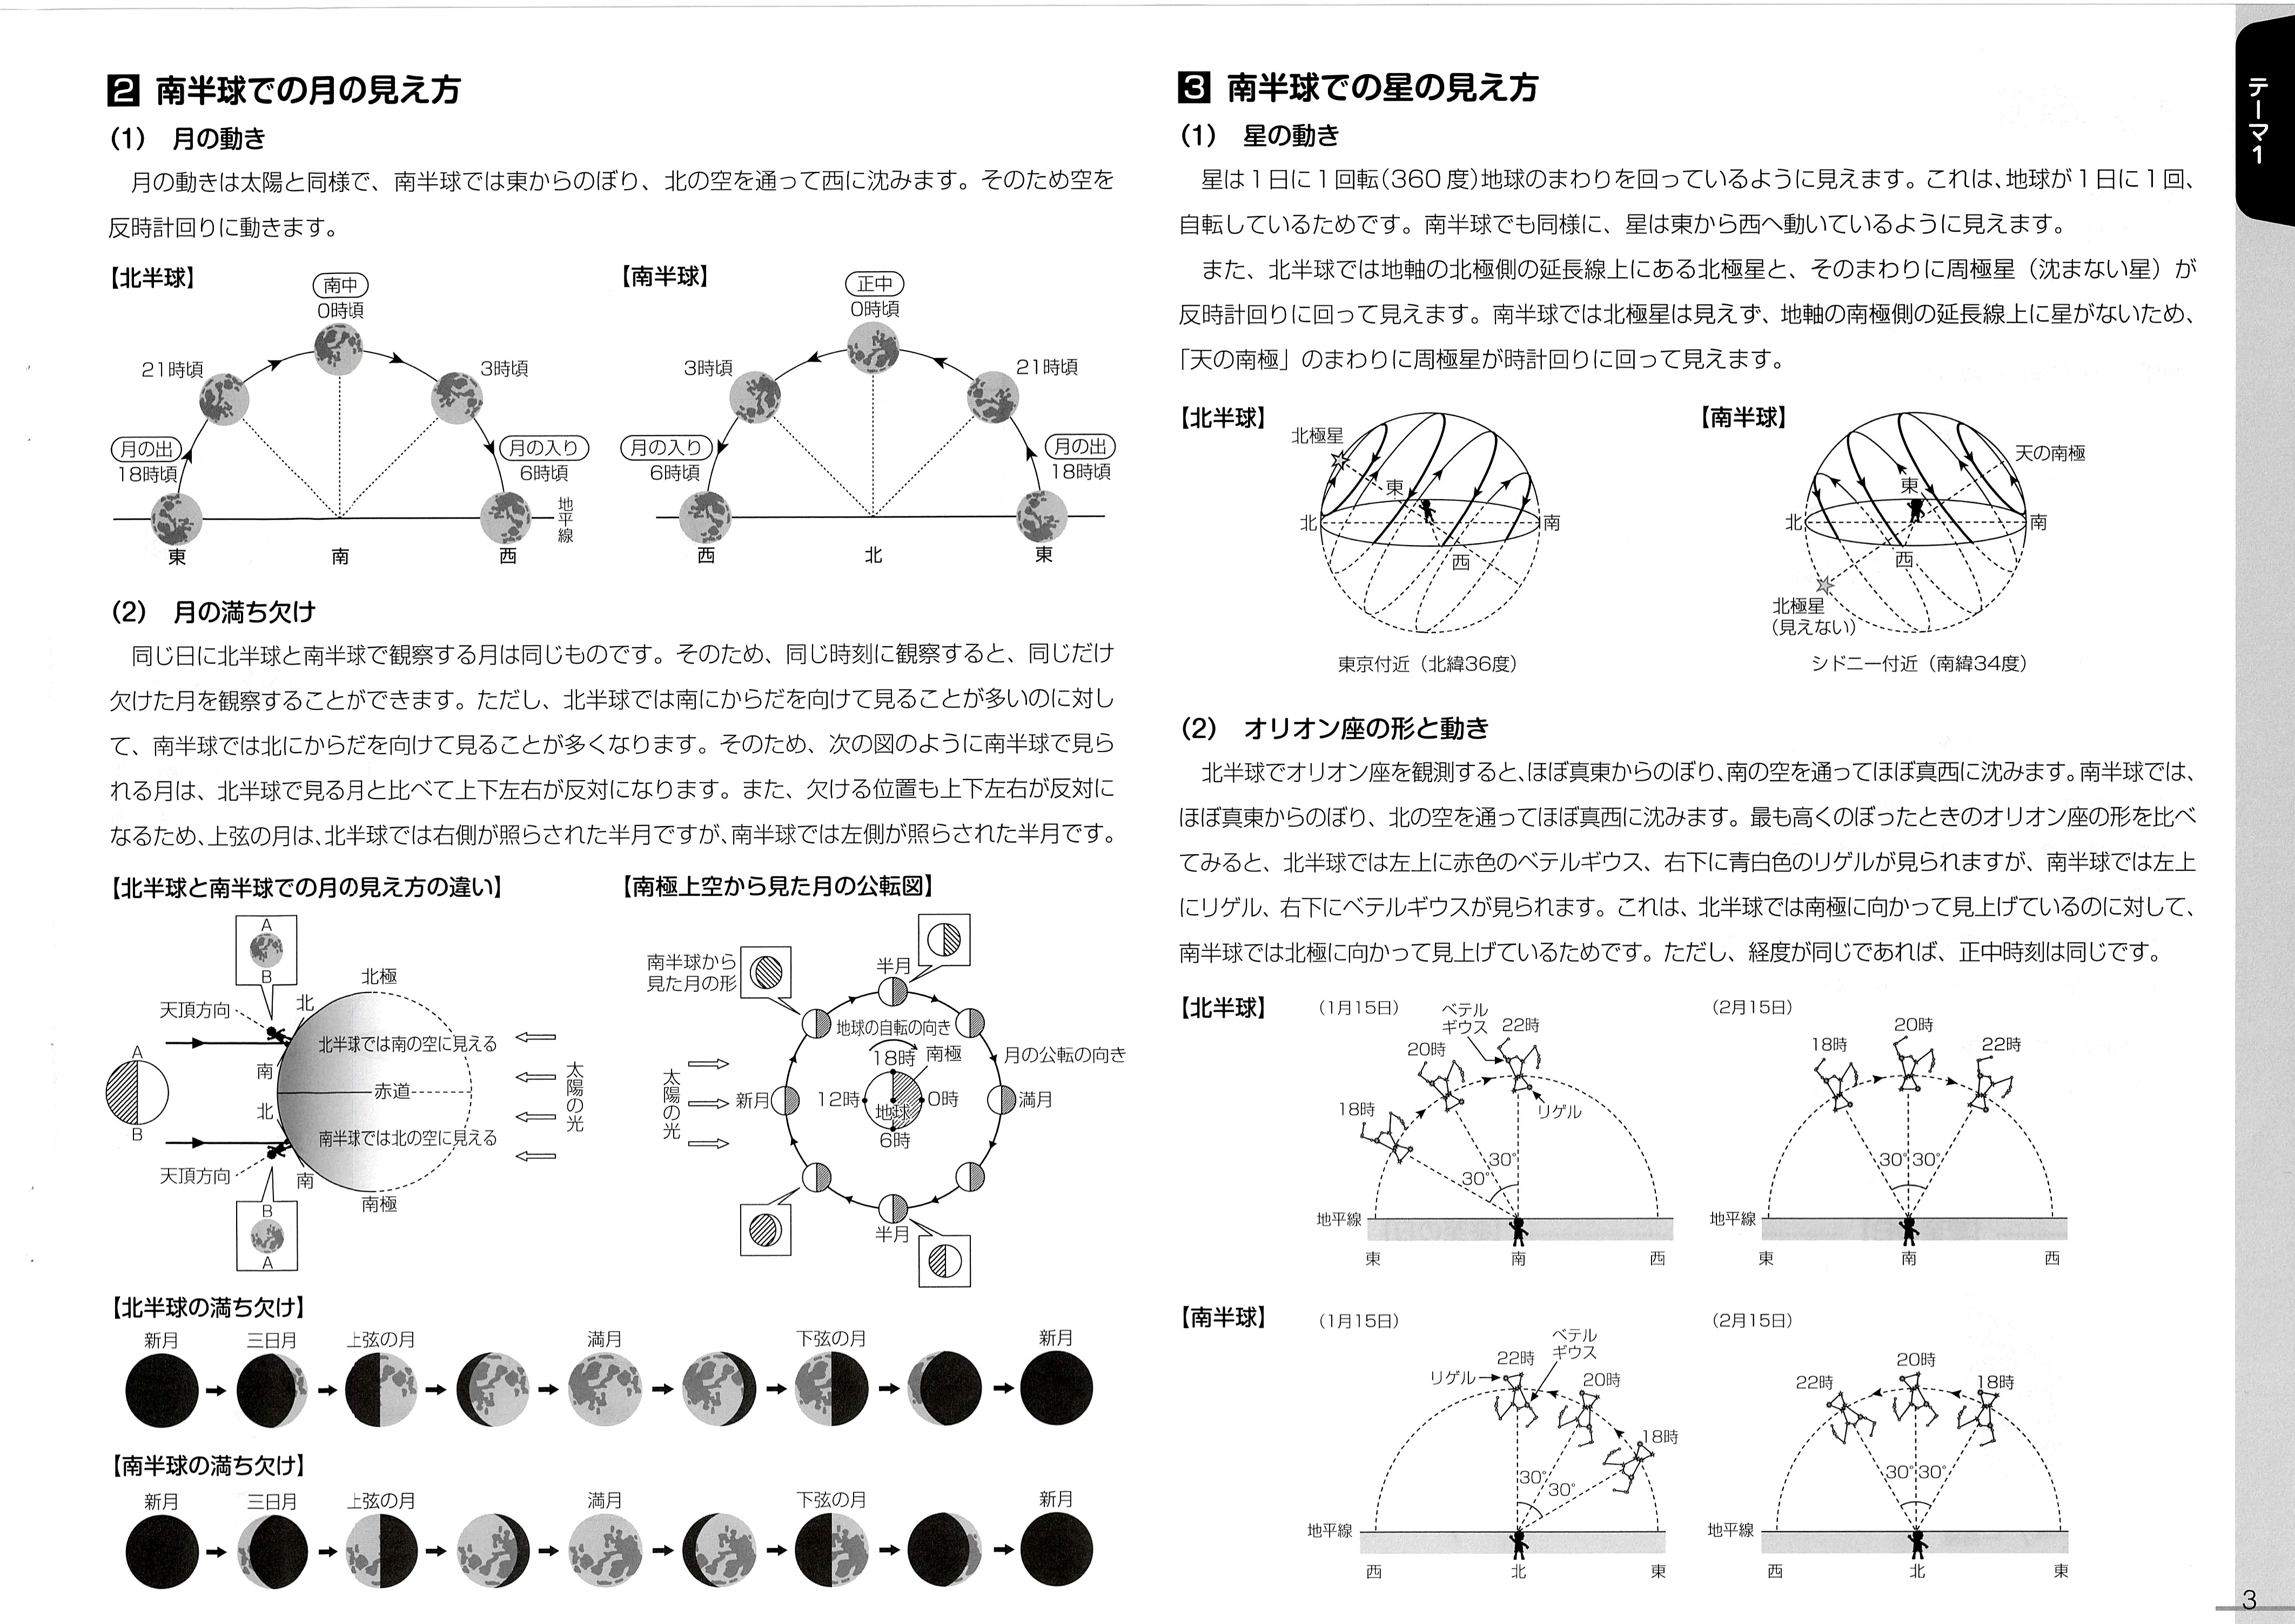 2 南半球での月の見え方
(1) 月の動き
月の動きは太陽と同様で、南半球では東からのぼり、北の空を通って西に沈みます。そのため空を
反時計回りに動きます。
【北半球】
南中
0時頃
21時頃
3時頃
月の出
18時頃
月の入り
6時頃
地平線
東
南
西
【南半球】
正中
0時頃
3時頃
21時頃
月の入り
6時頃
月の出
18時頃
西
北
東
(2) 月の満ち欠け
同じ日に北半球と南半球で観察する月は同じものです。そのため、同じ時刻に観察すると、同じだけ
欠けた月を観察することができます。ただし、北半球では南にからだを向けて見ることが多いのに対し
て、南半球では北にからだを向けて見ることが多くなります。そのため、次の図のように南半球で見ら
れる月は、北半球で見る月と比べて上下左右が反対になります。また、欠ける位置も上下左右が反対に
なるため、上弦の月は、北半球では右側が照らされた半月ですが、南半球では左側が照らされた半月です。
【北半球と南半球での月の見え方の違い】
A
B
北極
北
天頂方向
北半球では南の空に見える
A
南
太陽の光
赤道
北
B
南半球では北の空に見える
天頂方向
南
南極
B
A
【南極上空から見た月の公転図】
南半球から
見た月の形
半月
地球の自転の向き
18時
南極
月の公転の向き
太陽の光
新月
12時
地球
0時
満月
6時
半月
【北半球の満ち欠け】
新月
三日月
上弦の月
満月
下弦の月
新月
【南半球の満ち欠け】
新月
三日月
上弦の月
満月
下弦の月
新月
3 南半球での星の見え方
(1) 星の動き
星は1日に1回転(360度)地球のまわりを回っているように見えます。これは、地球が1日に1回、
自転しているためです。南半球でも同様に、星は東から西へ動いているように見えます。
また、北半球では地軸の北極側の延長線上にある北極星と、そのまわりに周極星（沈まない星）が
反時計回りに回って見えます。南半球では北極星は見えず、地軸の南極側の延長線上に星がないため、
「天の南極」のまわりに周極星が時計回りに回って見えます。
【北半球】
北極星
東
北
南
西
東京付近（北緯36度）
【南半球】
天の南極
東
北
南
西
北極星
（見えない）
シドニー付近（南緯34度）
(2) オリオン座の形と動き
北半球でオリオン座を観測すると、ほぼ真東からのぼり、南の空を通ってほぼ真西に沈みます。南半球では、
ほぼ真東からのぼり、北の空を通ってほぼ真西に沈みます。最も高くのぼったときのオリオン座の形を比べ
てみると、北半球では左上に赤色のベテルギウス、右下に青白色のリゲルが見られますが、南半球では左上
にリゲル、右下にベテルギウスが見られます。これは、北半球では南極に向かって見上げているのに対して、
南半球では北極に向かって見上げているためです。ただし、経度が同じであれば、正中時刻は同じです。
【北半球】
（1月15日）
ベテル
ギウス
22時
20時
18時
リゲル
30°
30°
地平線
東
南
西
（2月15日）
20時
18時
22時
30°
30°
地平線
東
南
西
【南半球】
（1月15日）
ベテル
ギウス
22時
リゲル
20時
18時
30°
30°
地平線
西
北
東
（2月15日）
20時
22時
18時
30°
30°
地平線
西
北
東
テーマ1
3